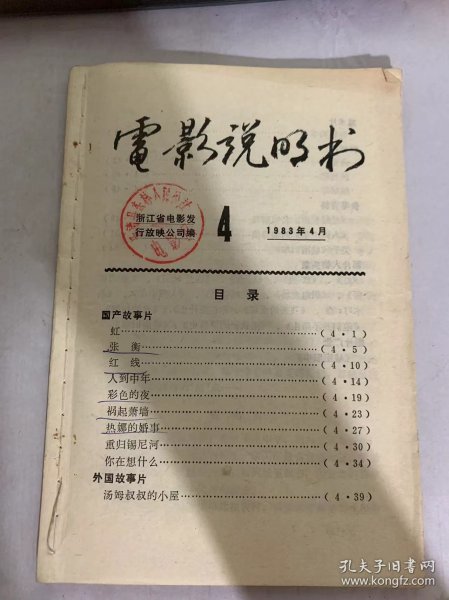 電影说明书
浙江省电影发
行放映公司编
4
1983年4月
目录
国产故事片
虹……………………(4·1)
张衡……………………(4·5)
红线……………………(4·10)
人到中年……………………(4·14)
彩色的夜……………………(4·19)
祸起萧墙……………………(4·23)
热娜的婚事……………………(4·27)
重归锡尼河……………………(4·30)
你在想什么……………………(4·34)
外国故事片
汤姆叔叔的小屋……………………(4·39)
孔夫子旧书网
www.kongfz.com